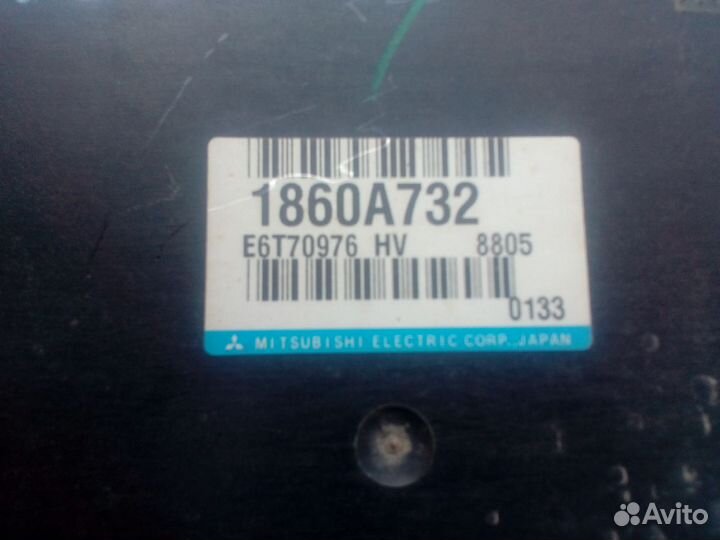 1860A732
E6T70976 HV 8805
0133
MITSUBISHI ELECTRIC CORP., JAPAN
Avito